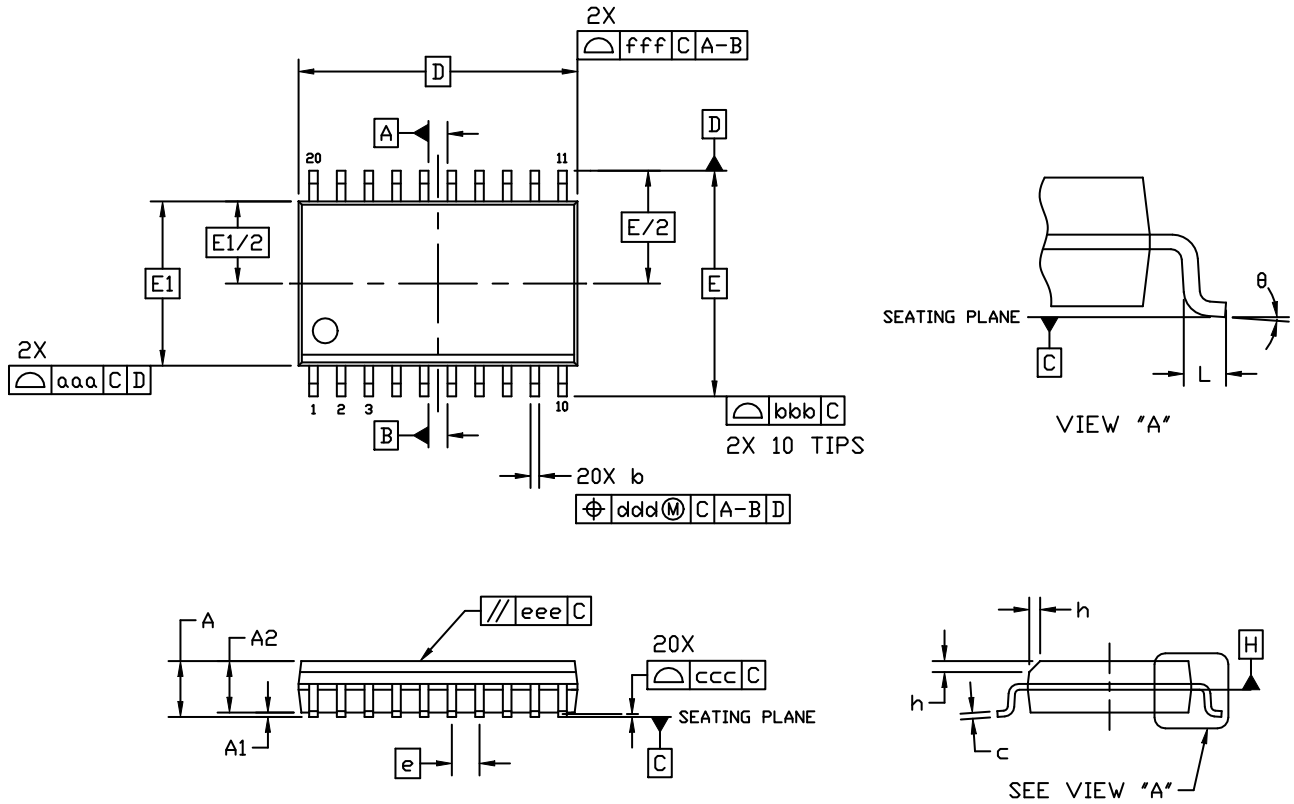 2X
fff C A-B
D
A
D
20
11
E1/2
E/2
E1
E
2X
aaa C D
1 2 3
10
B
bbb C
2X 10 TIPS
20X b
ddd Ⓜ C A-B D
θ
SEATING PLANE
C
L
VIEW "A"
A
A2
// eee C
20X
ccc C
SEATING PLANE
A1
e
C
h
H
h
c
SEE VIEW "A"